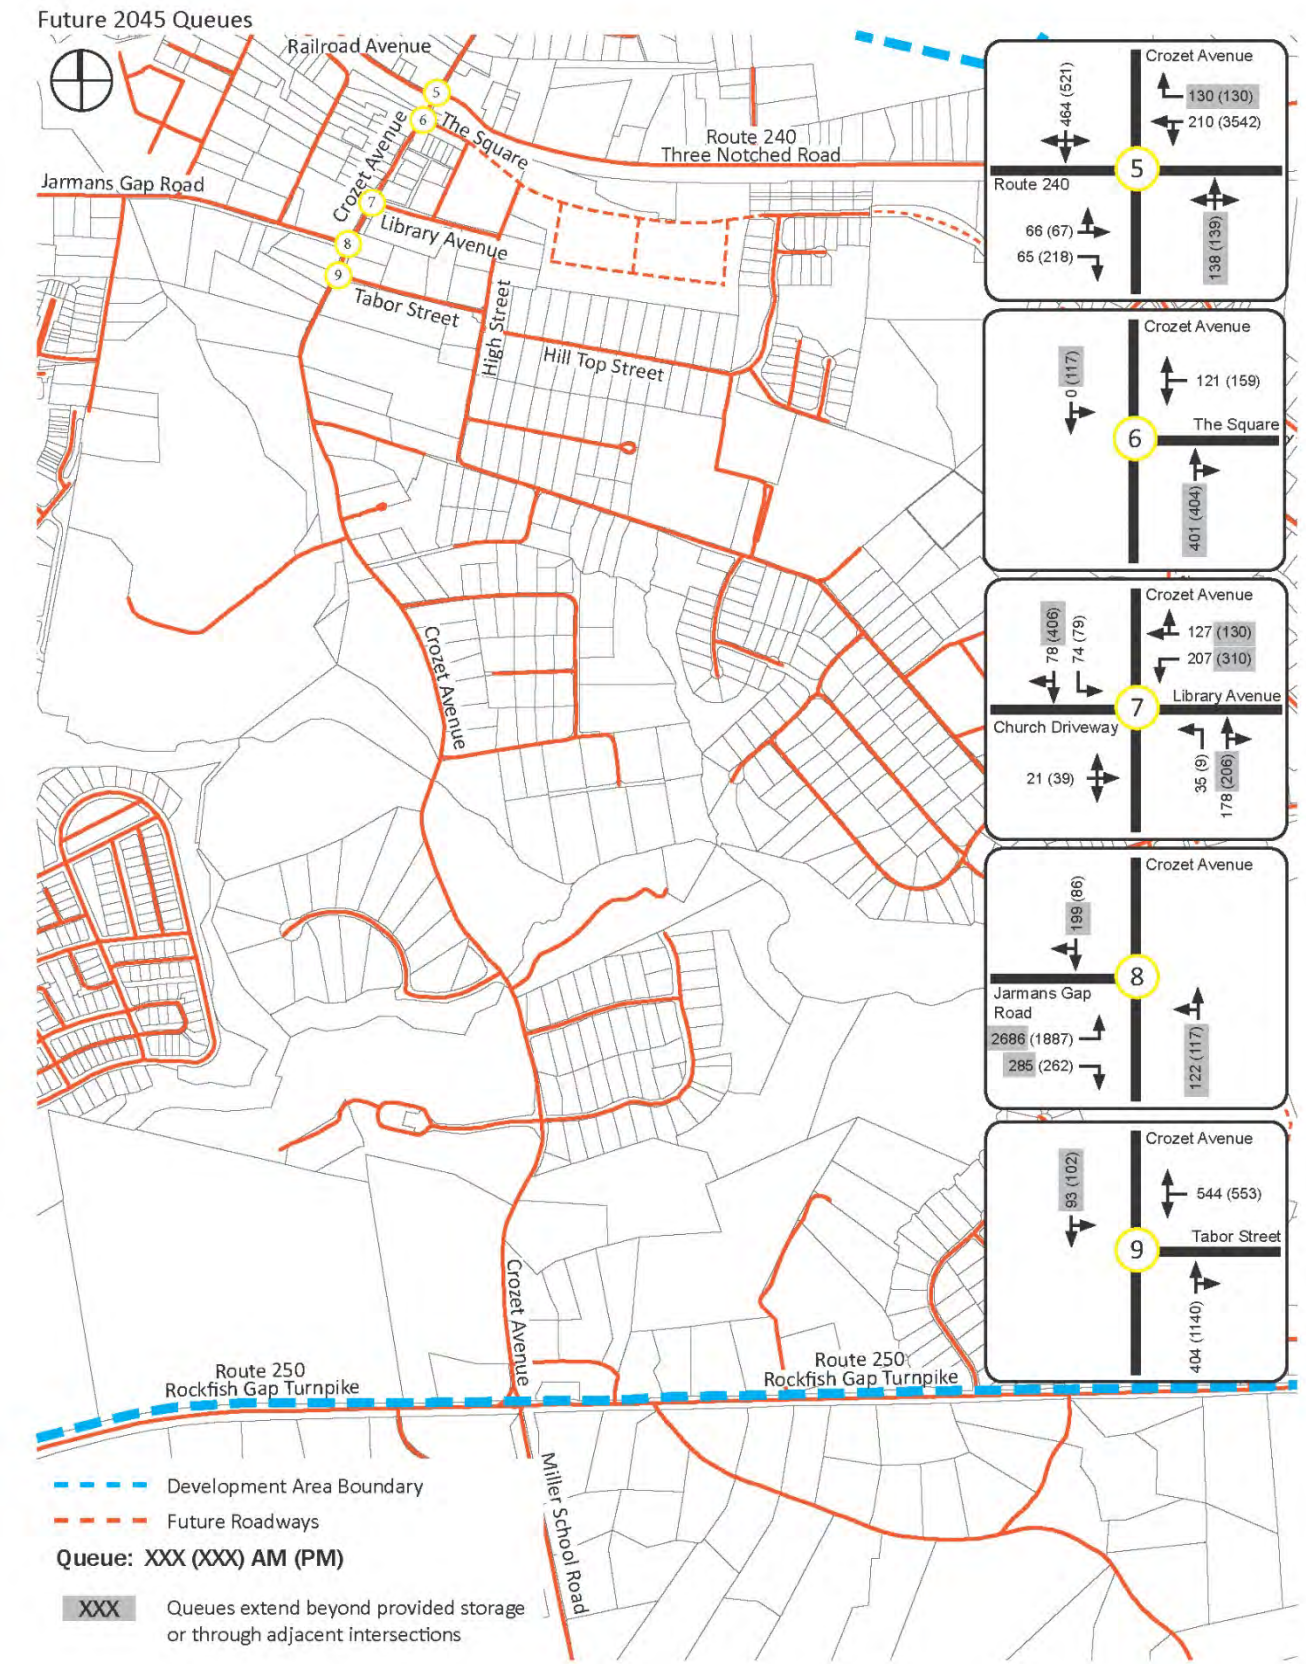 Future 2045 Queues
Railroad Avenue
5
6
The Square
Crozet Avenue
Route 240
Three Notched Road
Jarmans Gap Road
7
Library Avenue
8
9
Tabor Street
High Street
Hill Top Street
Crozet Avenue
Crozet Avenue
Route 250
Rockfish Gap Turnpike
Route 250
Rockfish Gap Turnpike
Miller School Road
Crozet Avenue
464 (521)
130 (130)
210 (3542)
5
Route 240
66 (67)
65 (218)
138 (139)
Crozet Avenue
0 (117)
121 (159)
The Square
6
401 (404)
Crozet Avenue
78 (406)
74 (79)
127 (130)
207 (310)
Library Avenue
7
Church Driveway
21 (39)
35 (9)
178 (206)
Crozet Avenue
199 (86)
8
Jarmans Gap
Road
2686 (1887)
285 (262)
122 (117)
Crozet Avenue
93 (102)
544 (553)
Tabor Street
9
404 (1140)
Development Area Boundary
Future Roadways
Queue: XXX (XXX) AM (PM)
XXX
Queues extend beyond provided storage
or through adjacent intersections